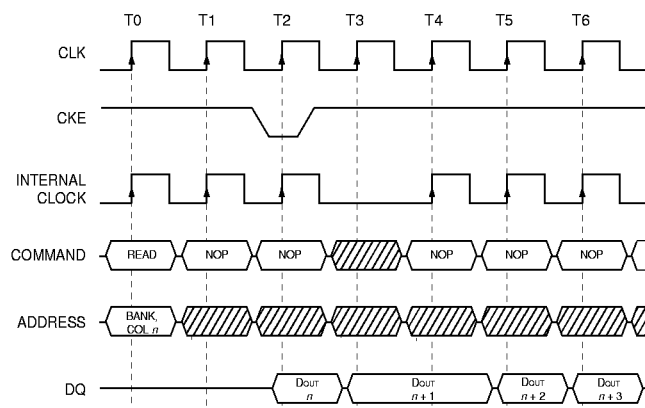 T0 T1 T2 T3 T4 T5 T6
CLK
CKE
INTERNAL
CLOCK
COMMAND READ NOP NOP NOP NOP NOP
ADDRESS BANK,
COL n
DQ DOUT DOUT DOUT DOUT
n n + 1 n + 2 n + 3